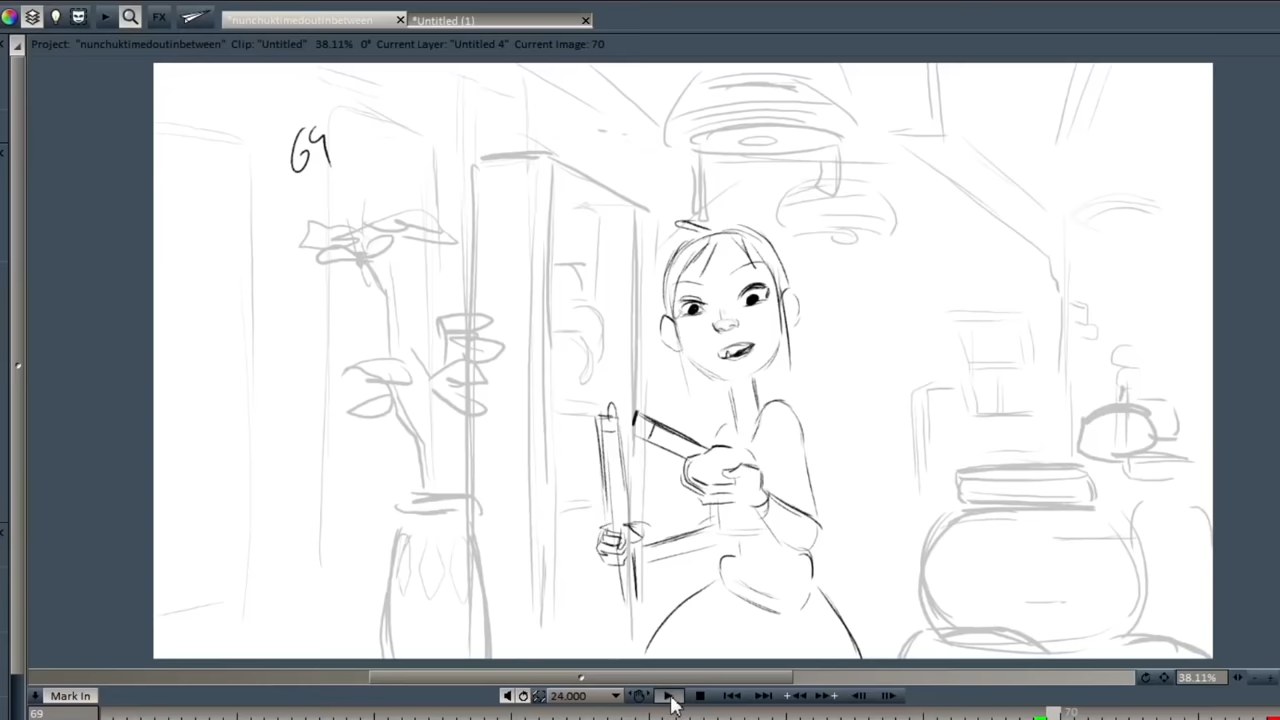 FX
*nunchuktimedoutinbetween
*Untitled (1)
Project: "nunchuktimedoutinbetween" Clip: "Untitled" 38.11% 0° Current Layer: "Untitled 4" Current Image: 70
69
38.11%
Mark In
24.000
69
70